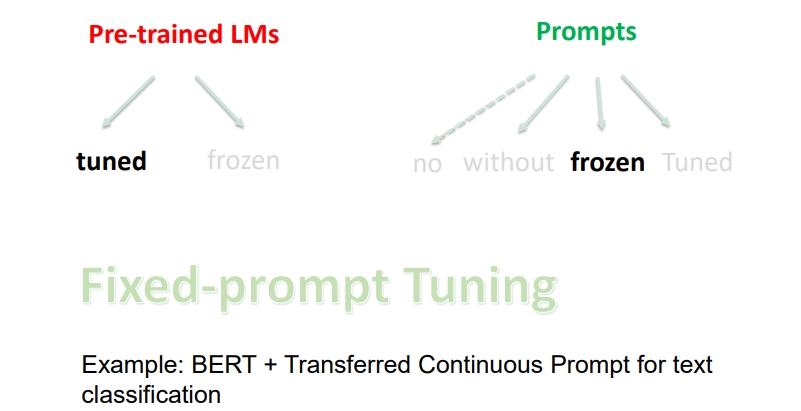 Pre-trained LMs Prompts
tuned frozen no without frozen Tuned
Fixed-prompt Tuning
Example: BERT + Transferred Continuous Prompt for text
classification